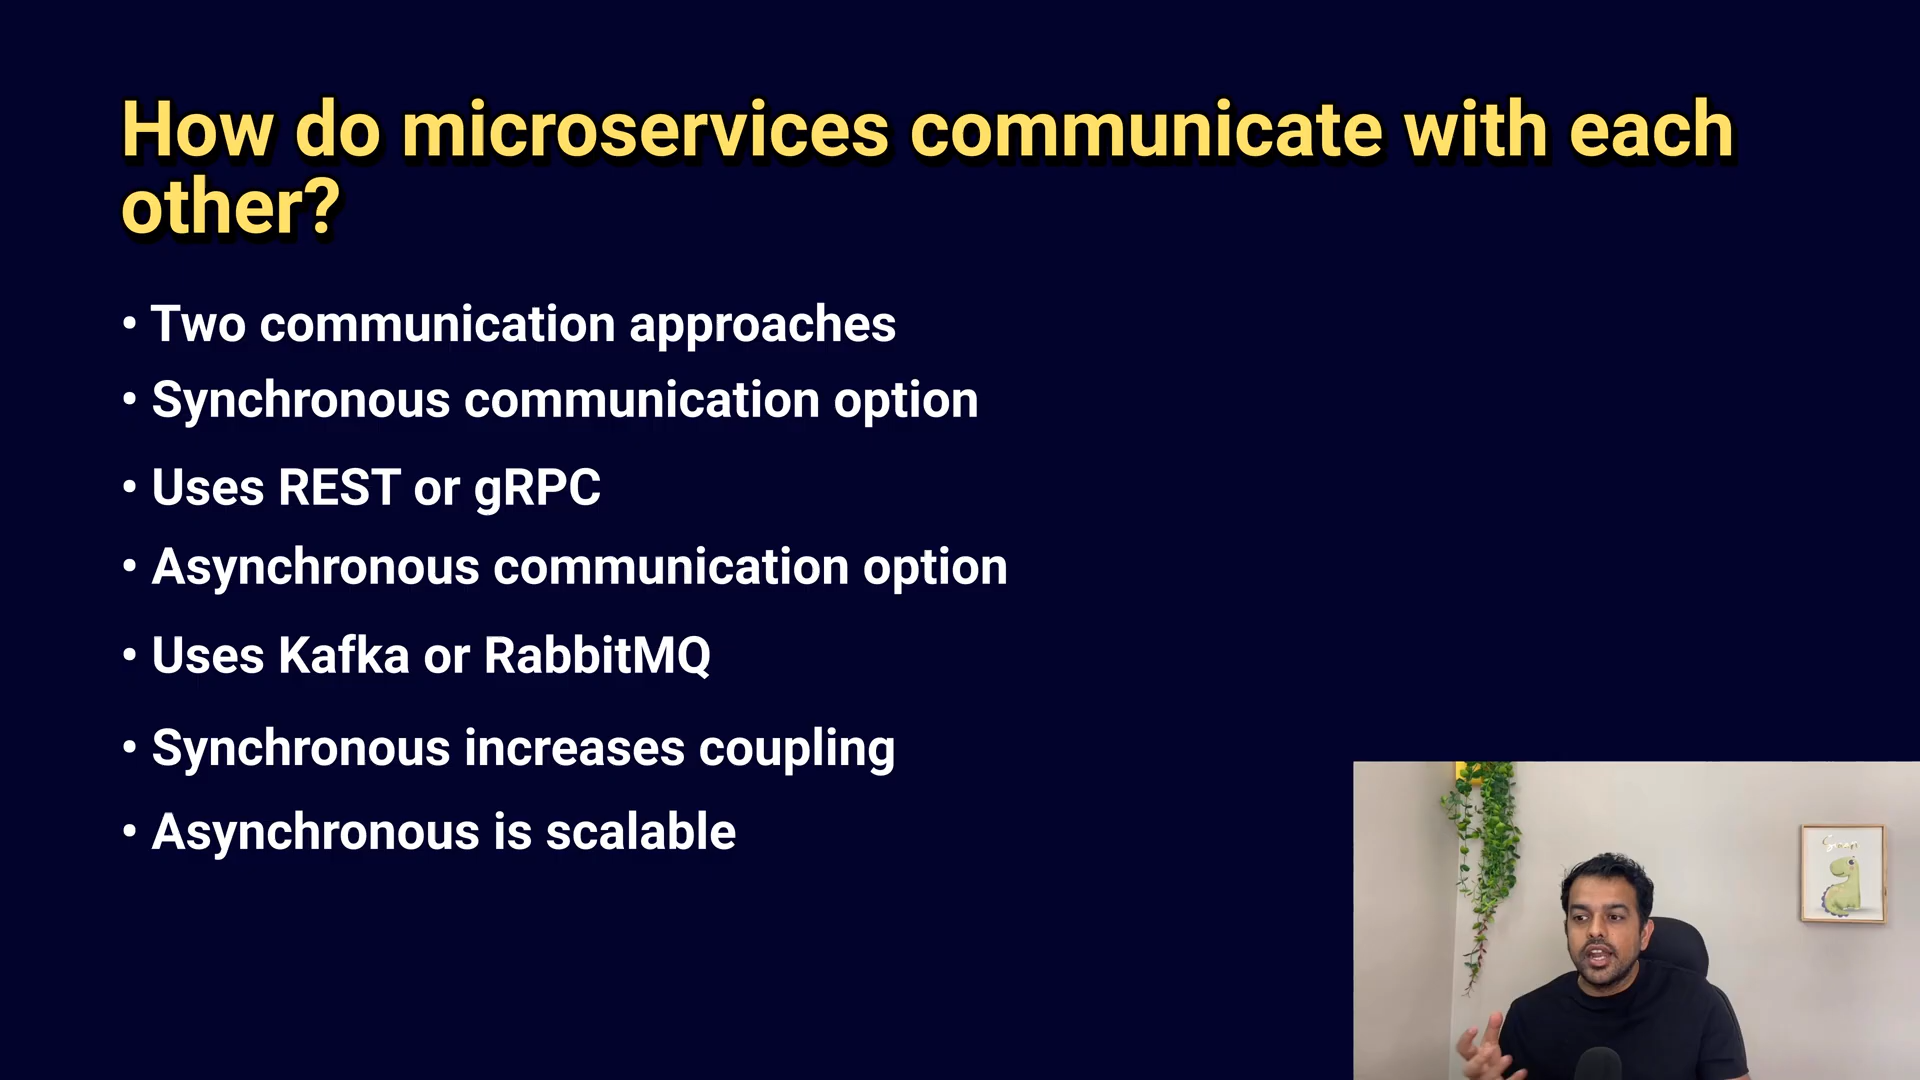 How do microservices communicate with each
other?
• Two communication approaches
• Synchronous communication option
• Uses REST or gRPC
• Asynchronous communication option
• Uses Kafka or RabbitMQ
• Synchronous increases coupling
• Asynchronous is scalable